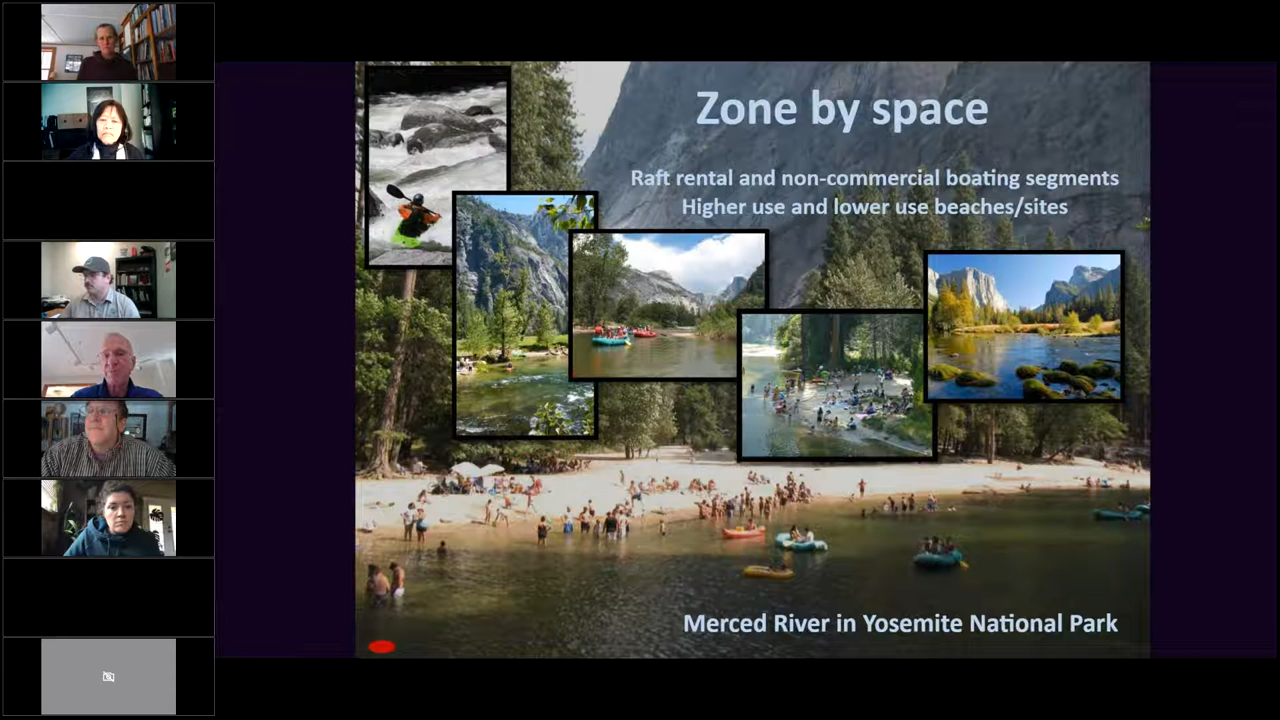 Zone by space
Raft rental and non-commercial boating segments
Higher use and lower use beaches/sites
Merced River in Yosemite National Park